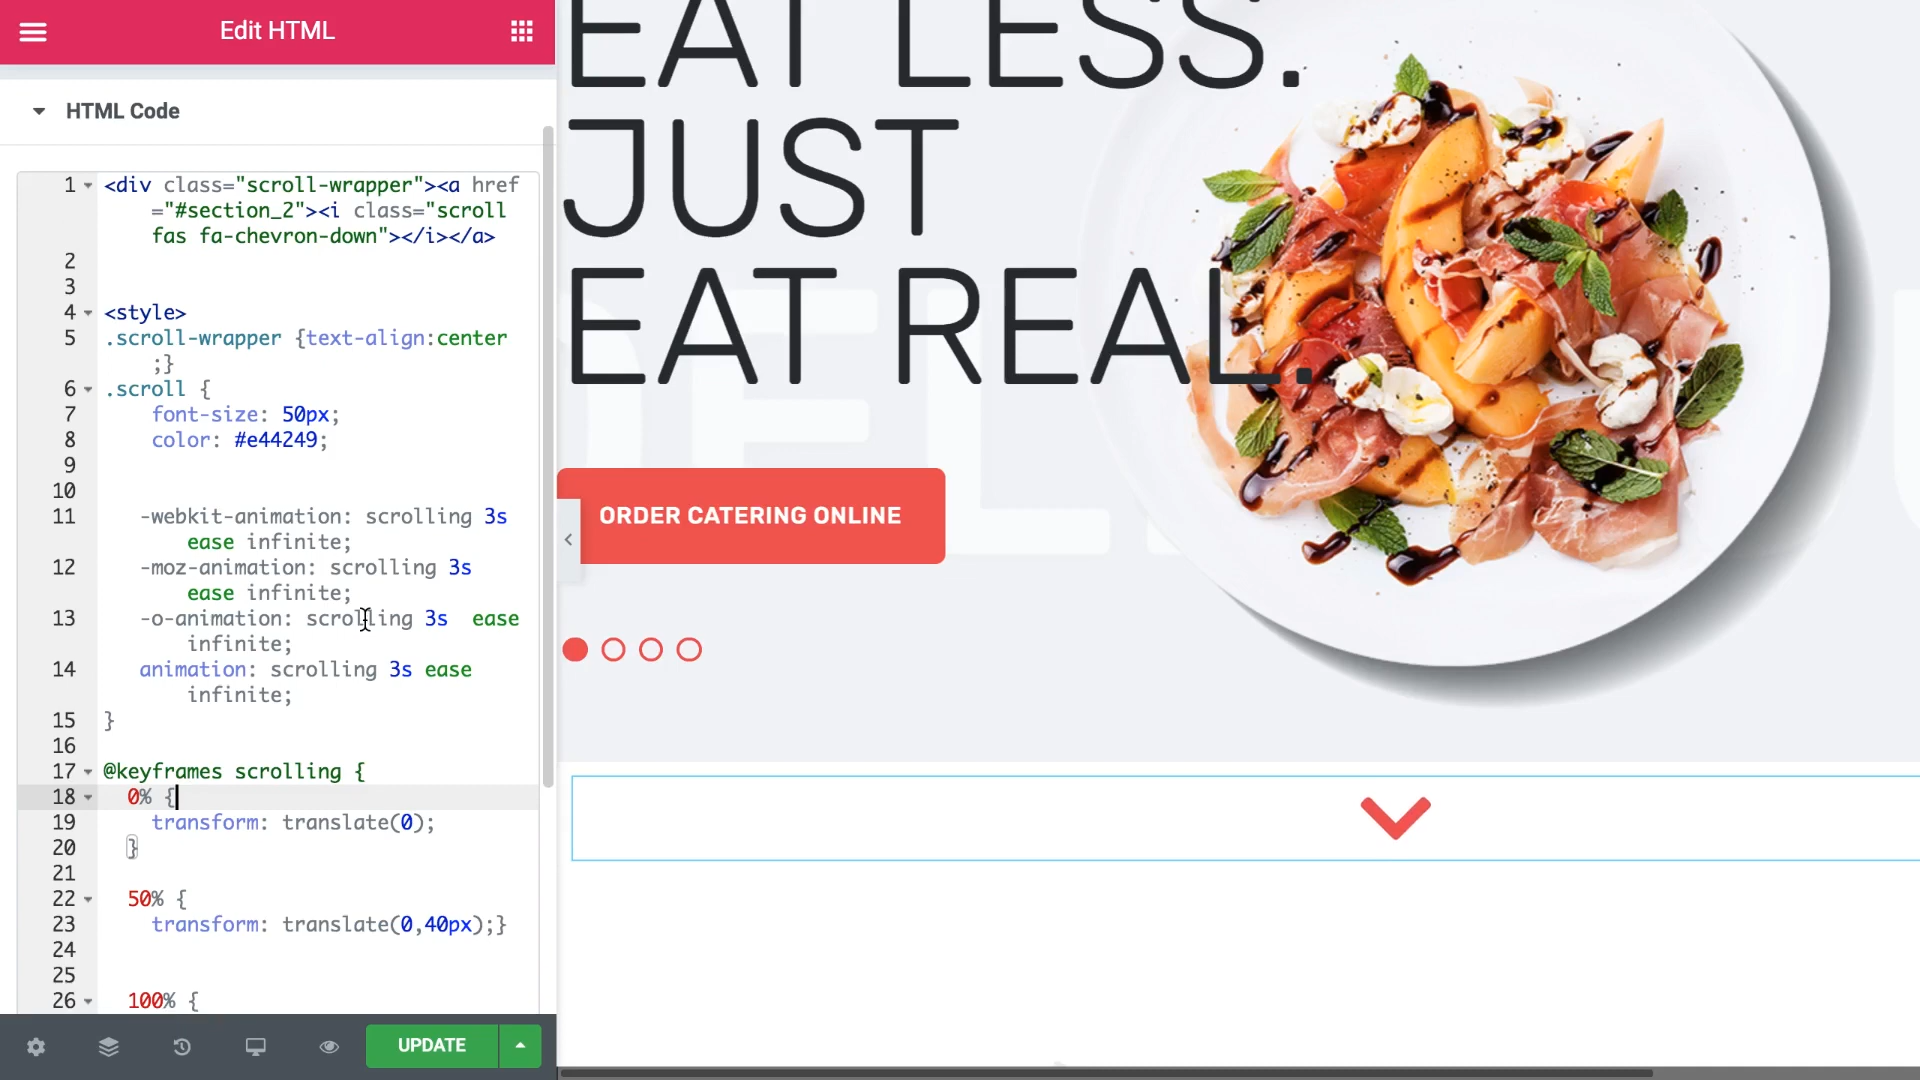 Edit HTML
HTML Code
1 <div class="scroll-wrapper"><a href
="#section_2"><i class="scroll
fas fa-chevron-down"></i></a>
2
3
4 <style>
5 .scroll-wrapper {text-align:center
;}
6 .scroll {
7 font-size: 50px;
8 color: #e44249;
9
10
11 -webkit-animation: scrolling 3s
ease infinite;
12 -moz-animation: scrolling 3s
ease infinite;
13 -o-animation: scrolling 3s  ease
infinite;
14 animation: scrolling 3s ease
infinite;
15 }
16
17 @keyframes scrolling {
18 0% {
19 transform: translate(0);
20 }
21
22 50% {
23 transform: translate(0,40px);}
24
25
26 100% {
UPDATE
EAT LESS.
JUST
EAT REAL.
ORDER CATERING ONLINE